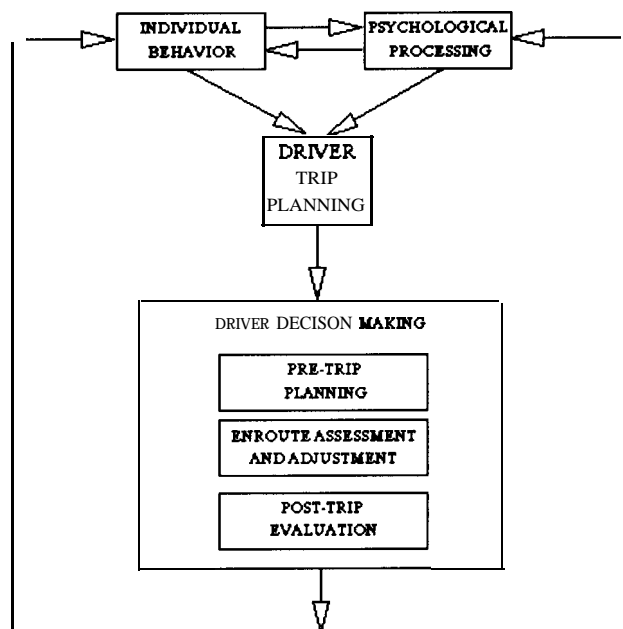 INDIVIDUAL
BEHAVIOR
PSYCHOLOGICAL
PROCESSING
DRIVER
TRIP
PLANNING
DRIVER DECISON MAKING
PRE-TRIP
PLANNING
ENROUTE ASSESSMENT
AND ADJUSTMENT
POST-TRIP
EVALUATION